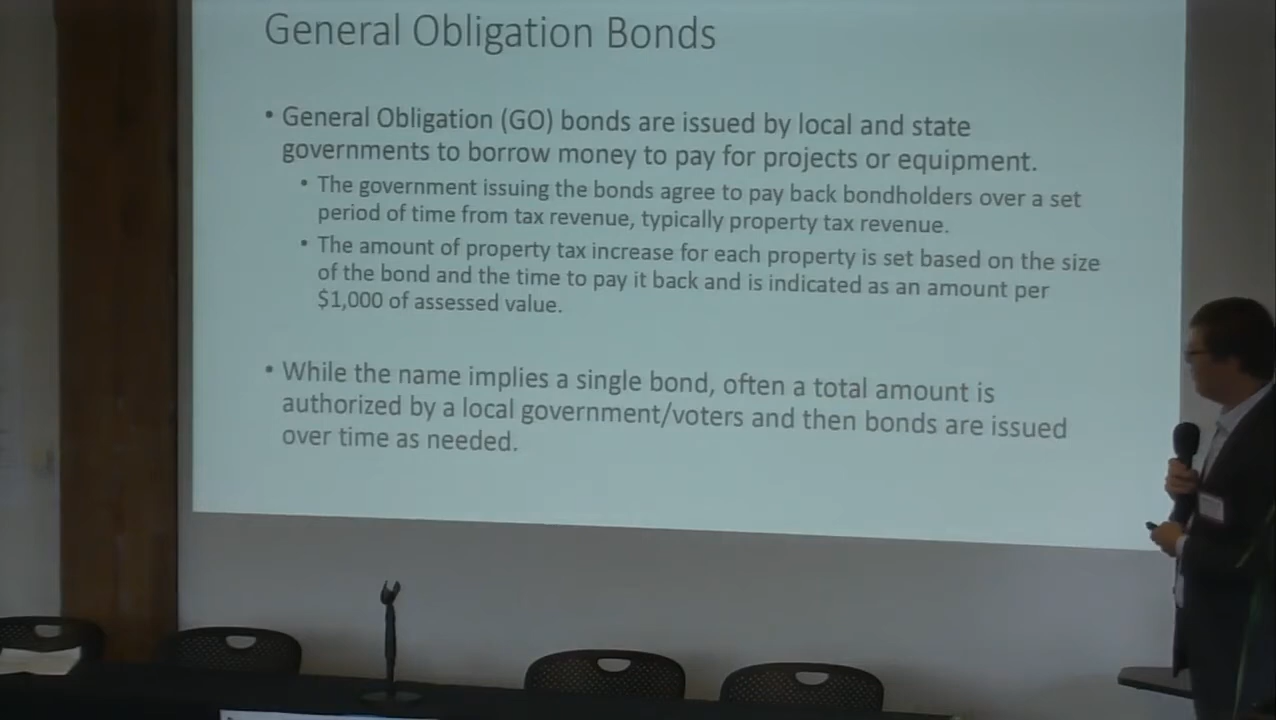 General Obligation Bonds
• General Obligation (GO) bonds are issued by local and state
governments to borrow money to pay for projects or equipment.
• The government issuing the bonds agree to pay back bondholders over a set
period of time from tax revenue, typically property tax revenue.
• The amount of property tax increase for each property is set based on the size
of the bond and the time to pay it back and is indicated as an amount per
$1,000 of assessed value.
• While the name implies a single bond, often a total amount is
authorized by a local government/voters and then bonds are issued
over time as needed.